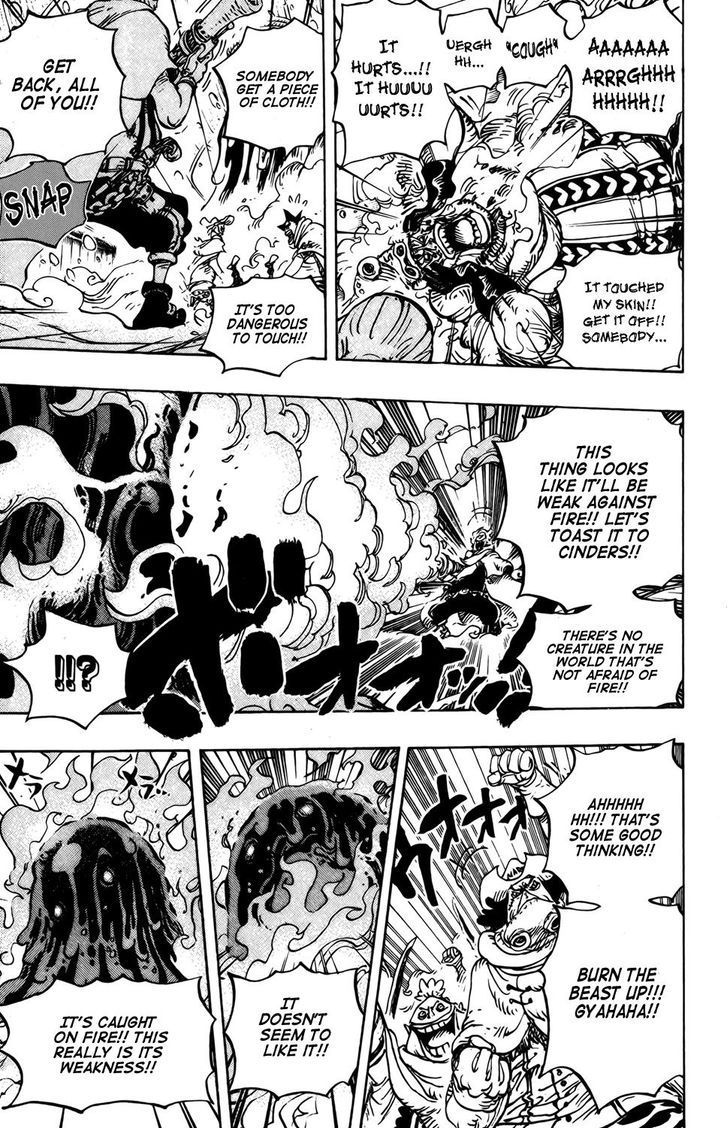 AAAAAAA
ARRRGHHH
HHHHH!!
*COUGH*
UERGH
HH...
IT
HURTS...!!
IT HUUUU
UURTS!!
IT TOUCHED
MY SKIN!!
GET IT OFF!!
SOMEBODY...
SOMEBODY
GET A PIECE
OF CLOTH!!
GET
BACK, ALL
OF YOU!!
SNAP
IT'S TOO
DANGEROUS
TO TOUCH!!
THIS
THING LOOKS
LIKE IT'LL BE
WEAK AGAINST
FIRE!! LET'S
TOAST IT TO
CINDERS!!
THERE'S NO
CREATURE IN THE
WORLD THAT'S
NOT AFRAID OF
FIRE!!
ボオオオ!!
!!?
AHHHHH
HH!!! THAT'S
SOME GOOD
THINKING!!
BURN THE
BEAST UP!!!
GYAHAHA!!
IT
DOESN'T
SEEM TO
LIKE IT!!
IT'S CAUGHT
ON FIRE!! THIS
REALLY IS ITS
WEAKNESS!!